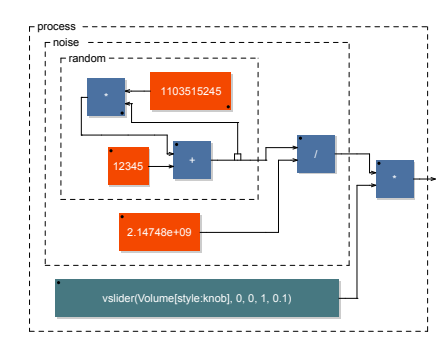 process
noise
random
*
1103515245
12345
+
/
*
2.14748e+09
vslider(Volume[style:knob], 0, 0, 1, 0.1)